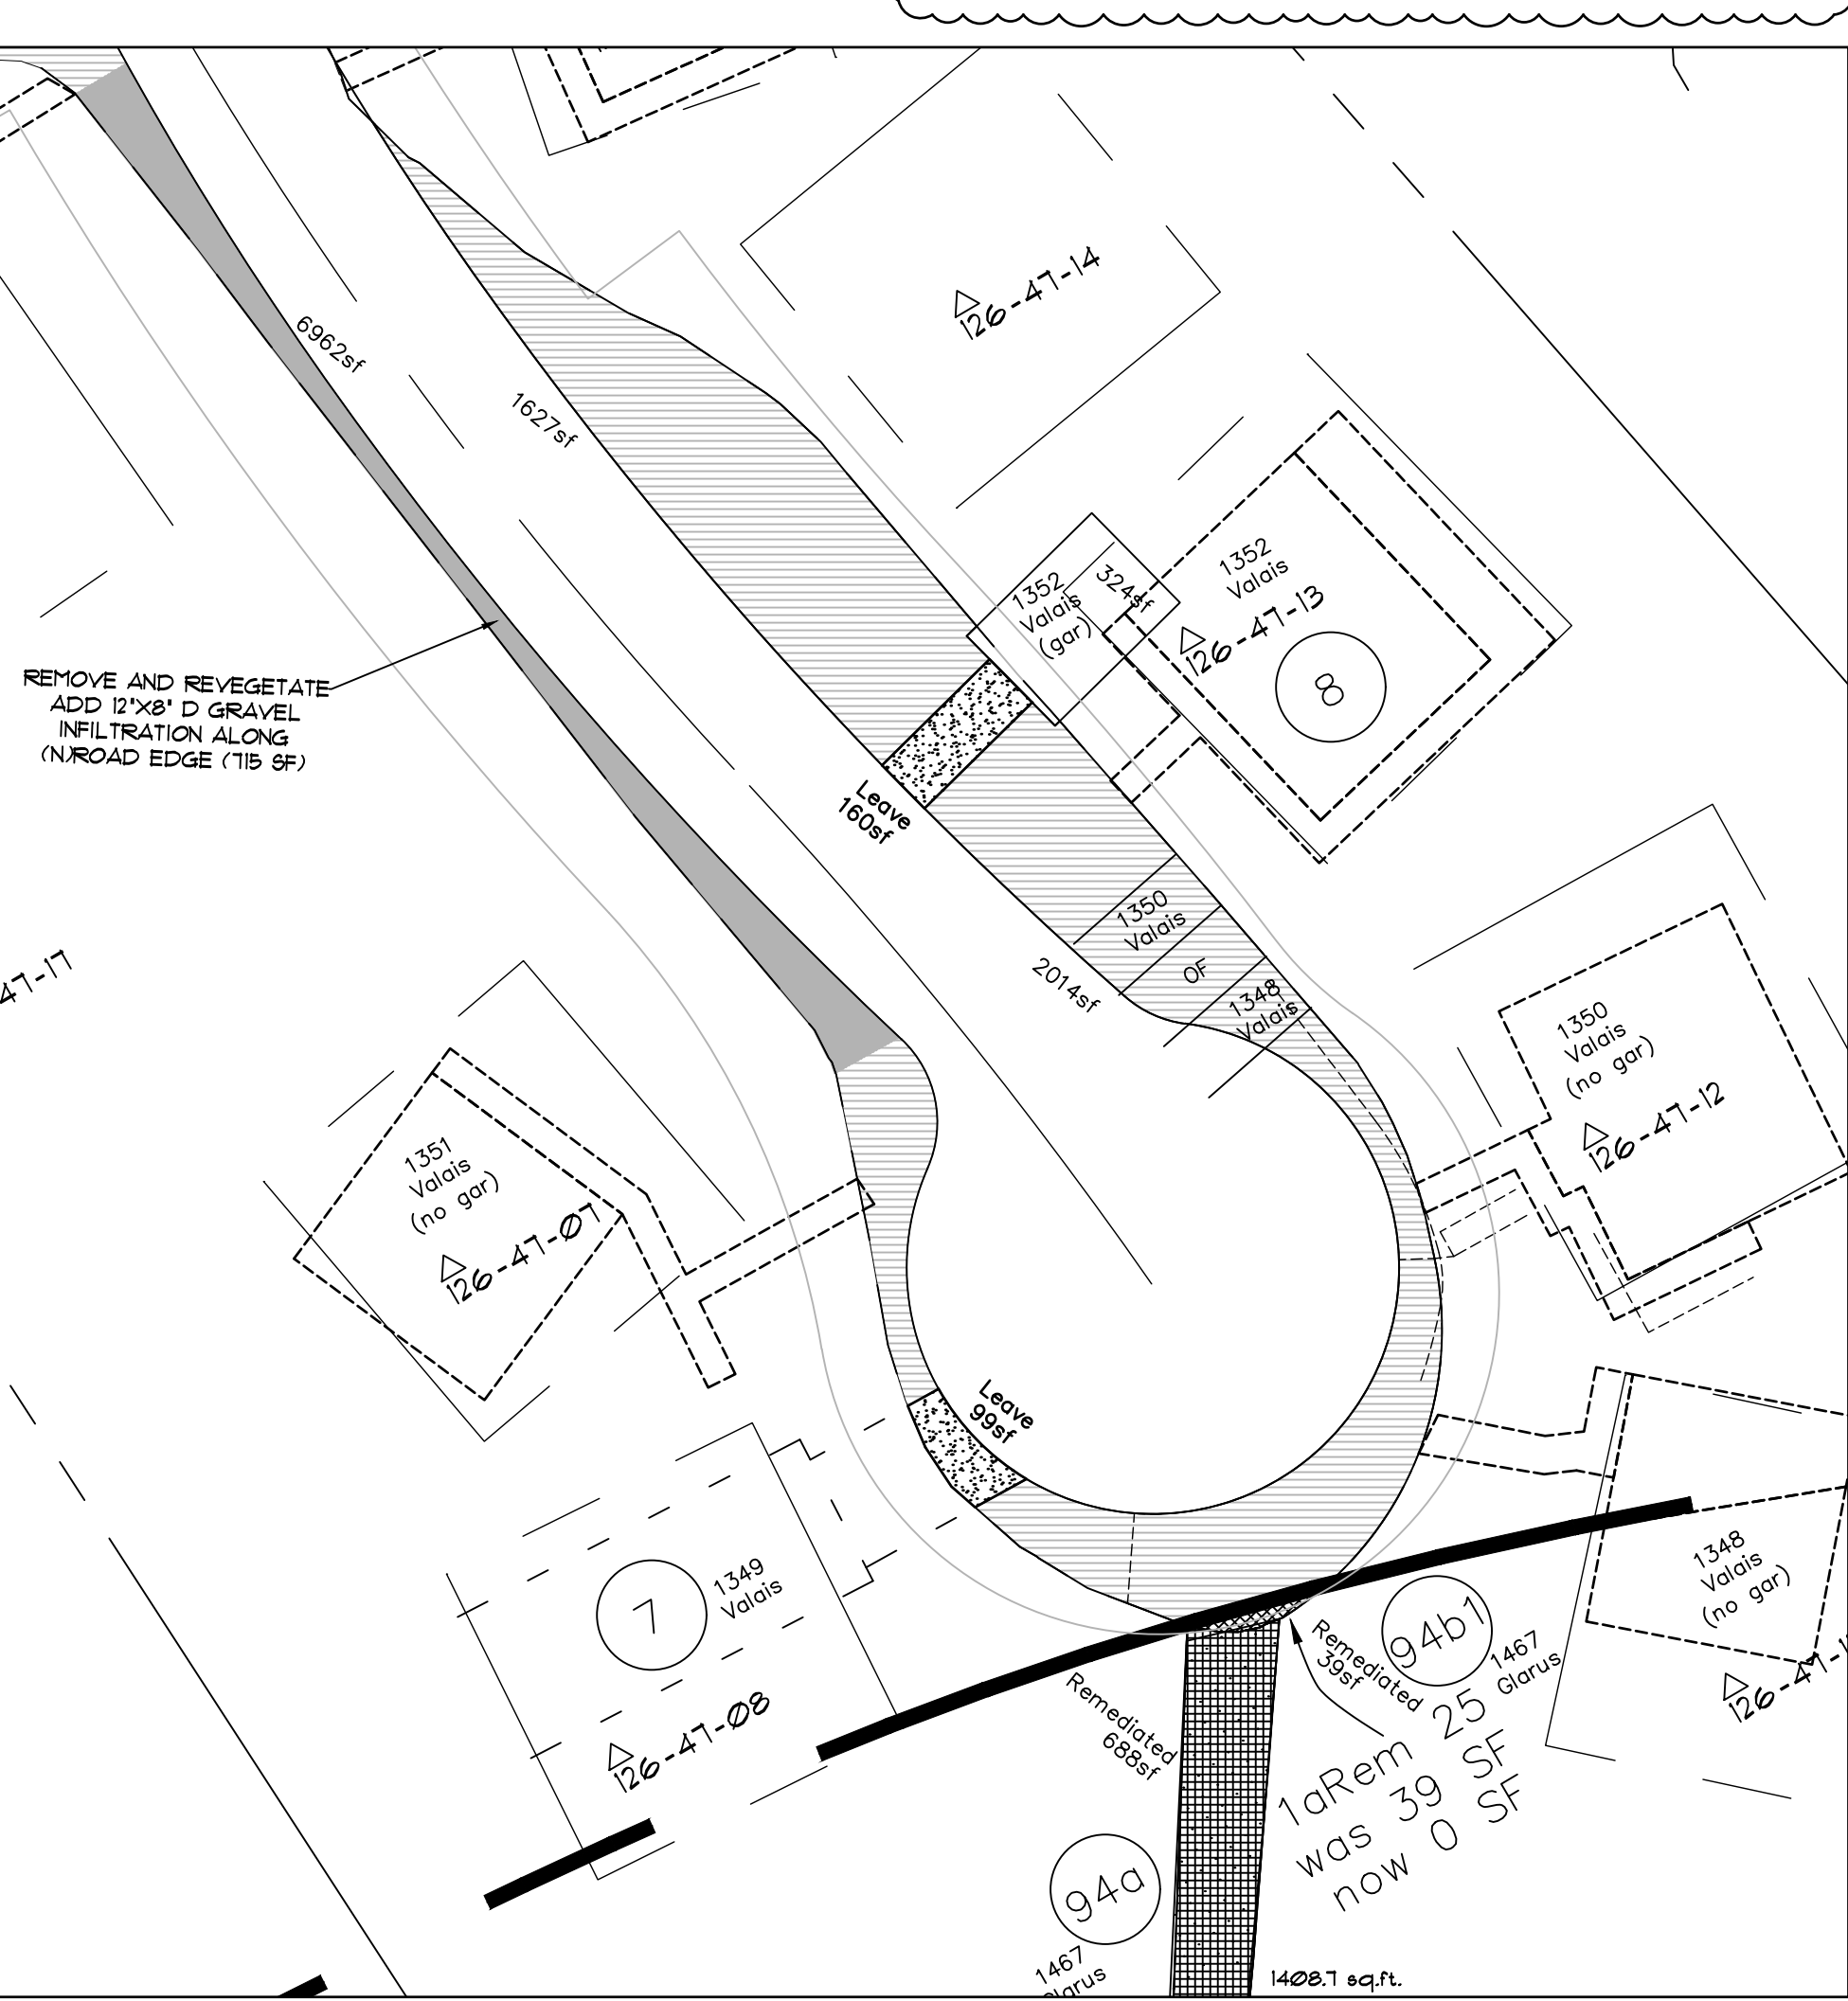 126-47-14
6962sf
1627sf
1352
Valais
(gar)
324sf
1352
Valais
126-47-13
8
REMOVE AND REVEGETATE
ADD 12"X8" D GRAVEL
INFILTRATION ALONG
(N)ROAD EDGE (715 SF)
Leave
160sf
1350
Valais
OF
1348
Valais
2014sf
47-17
1350
Valais
(no gar)
126-47-12
1351
Valais
(no gar)
126-47-07
Leave
99sf
7
1349
Valais
126-47-08
1348
Valais
(no gar)
126-47-1
94b1
1467
Glarus
Remediated
39sf
Remediated
688sf
1aRem 25
was 39 SF
now 0 SF
94a
1467
Glarus
1408.7 sq.ft.